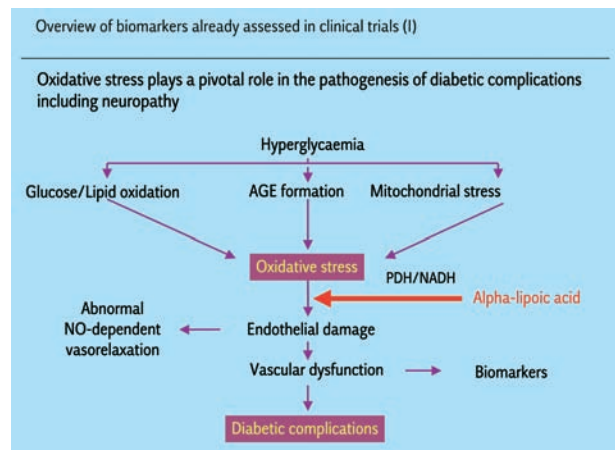 Overview of biomarkers already assessed in clinical trials (I)
Oxidative stress plays a pivotal role in the pathogenesis of diabetic complications
including neuropathy
Hyperglycaemia
Glucose/Lipid oxidation AGE formation Mitochondrial stress
Oxidative stress
PDH/NADH
Alpha-lipoic acid
Abnormal
NO-dependent
vasorelaxation
Endothelial damage
Vascular dysfunction
Biomarkers
Diabetic complications